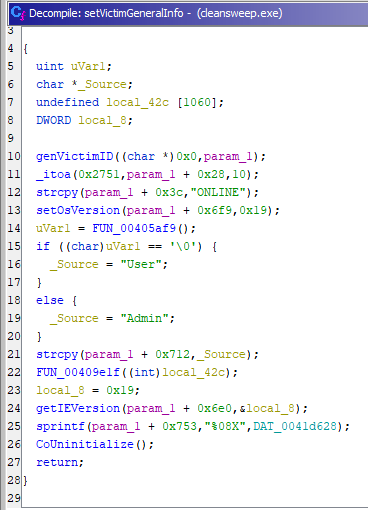 Decompile: setVictimGeneralInfo - (cleansweep.exe)
3
4 {
5 uint uVar1;
6 char *_Source;
7 undefined local_42c [1060];
8 DWORD local_8;
9
10 genVictimID((char *)0x0,param_1);
11 _itoa(0x2751,param_1 + 0x28,10);
12 strcpy(param_1 + 0x3c,"ONLINE");
13 setOsVersion(param_1 + 0x6f9,0x19);
14 uVar1 = FUN_00405af9();
15 if ((char)uVar1 == '\0') {
16 _Source = "User";
17 }
18 else {
19 _Source = "Admin";
20 }
21 strcpy(param_1 + 0x712,_Source);
22 FUN_00409e1f((int)local_42c);
23 local_8 = 0x19;
24 getIEVersion(param_1 + 0x6e0,&local_8);
25 sprintf(param_1 + 0x753,"%08X",DAT_0041d628);
26 CoUninitialize();
27 return;
28 }
29